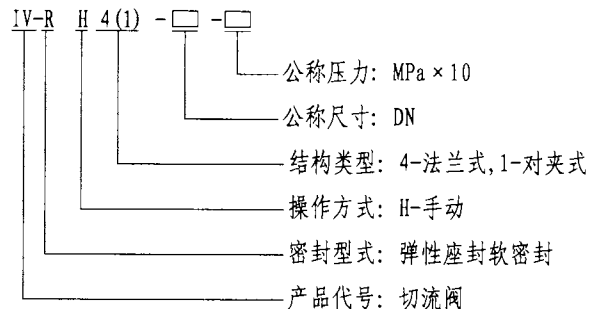 IV-R H 4(1) -□ -□
公称压力: MPa×10
公称尺寸: DN
结构类型: 4-法兰式,1-对夹式
操作方式: H-手动
密封型式: 弹性座封软密封
产品代号: 切流阀